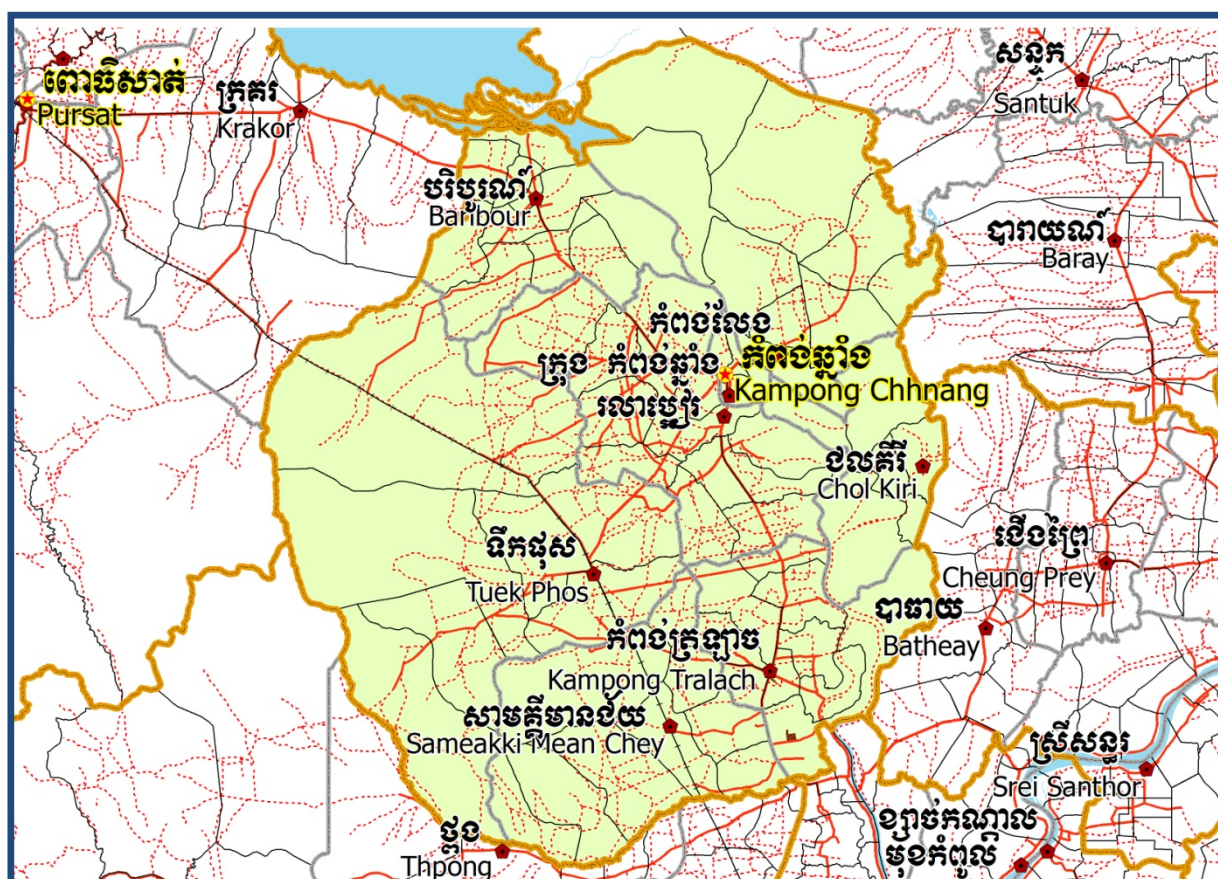 ពោធិសាត់
Pursat
ក្រគរ
Krakor
សន្ទុក
Santuk
បរិបូរណ៍
Baribour
បារាយណ៍
Baray
កំពង់លែង
ក្រុង កំពង់ឆ្នាំង
កំពង់ឆ្នាំង
Kampong Chhnang
រលាប្អៀរ
ជលគីរី
Chol Kiri
ទឹកផុស
Tuek Phos
ជើងព្រៃ
Cheung Prey
បាធាយ
Batheay
កំពង់ត្រឡាច
Kampong Tralach
សាមគ្គីមានជ័យ
Sameakki Mean Chey
ស្រីសន្ធរ
Srei Santhor
ថ្ពង
Thpong
ខ្សាច់កណ្ដាល
មុខកំពូល